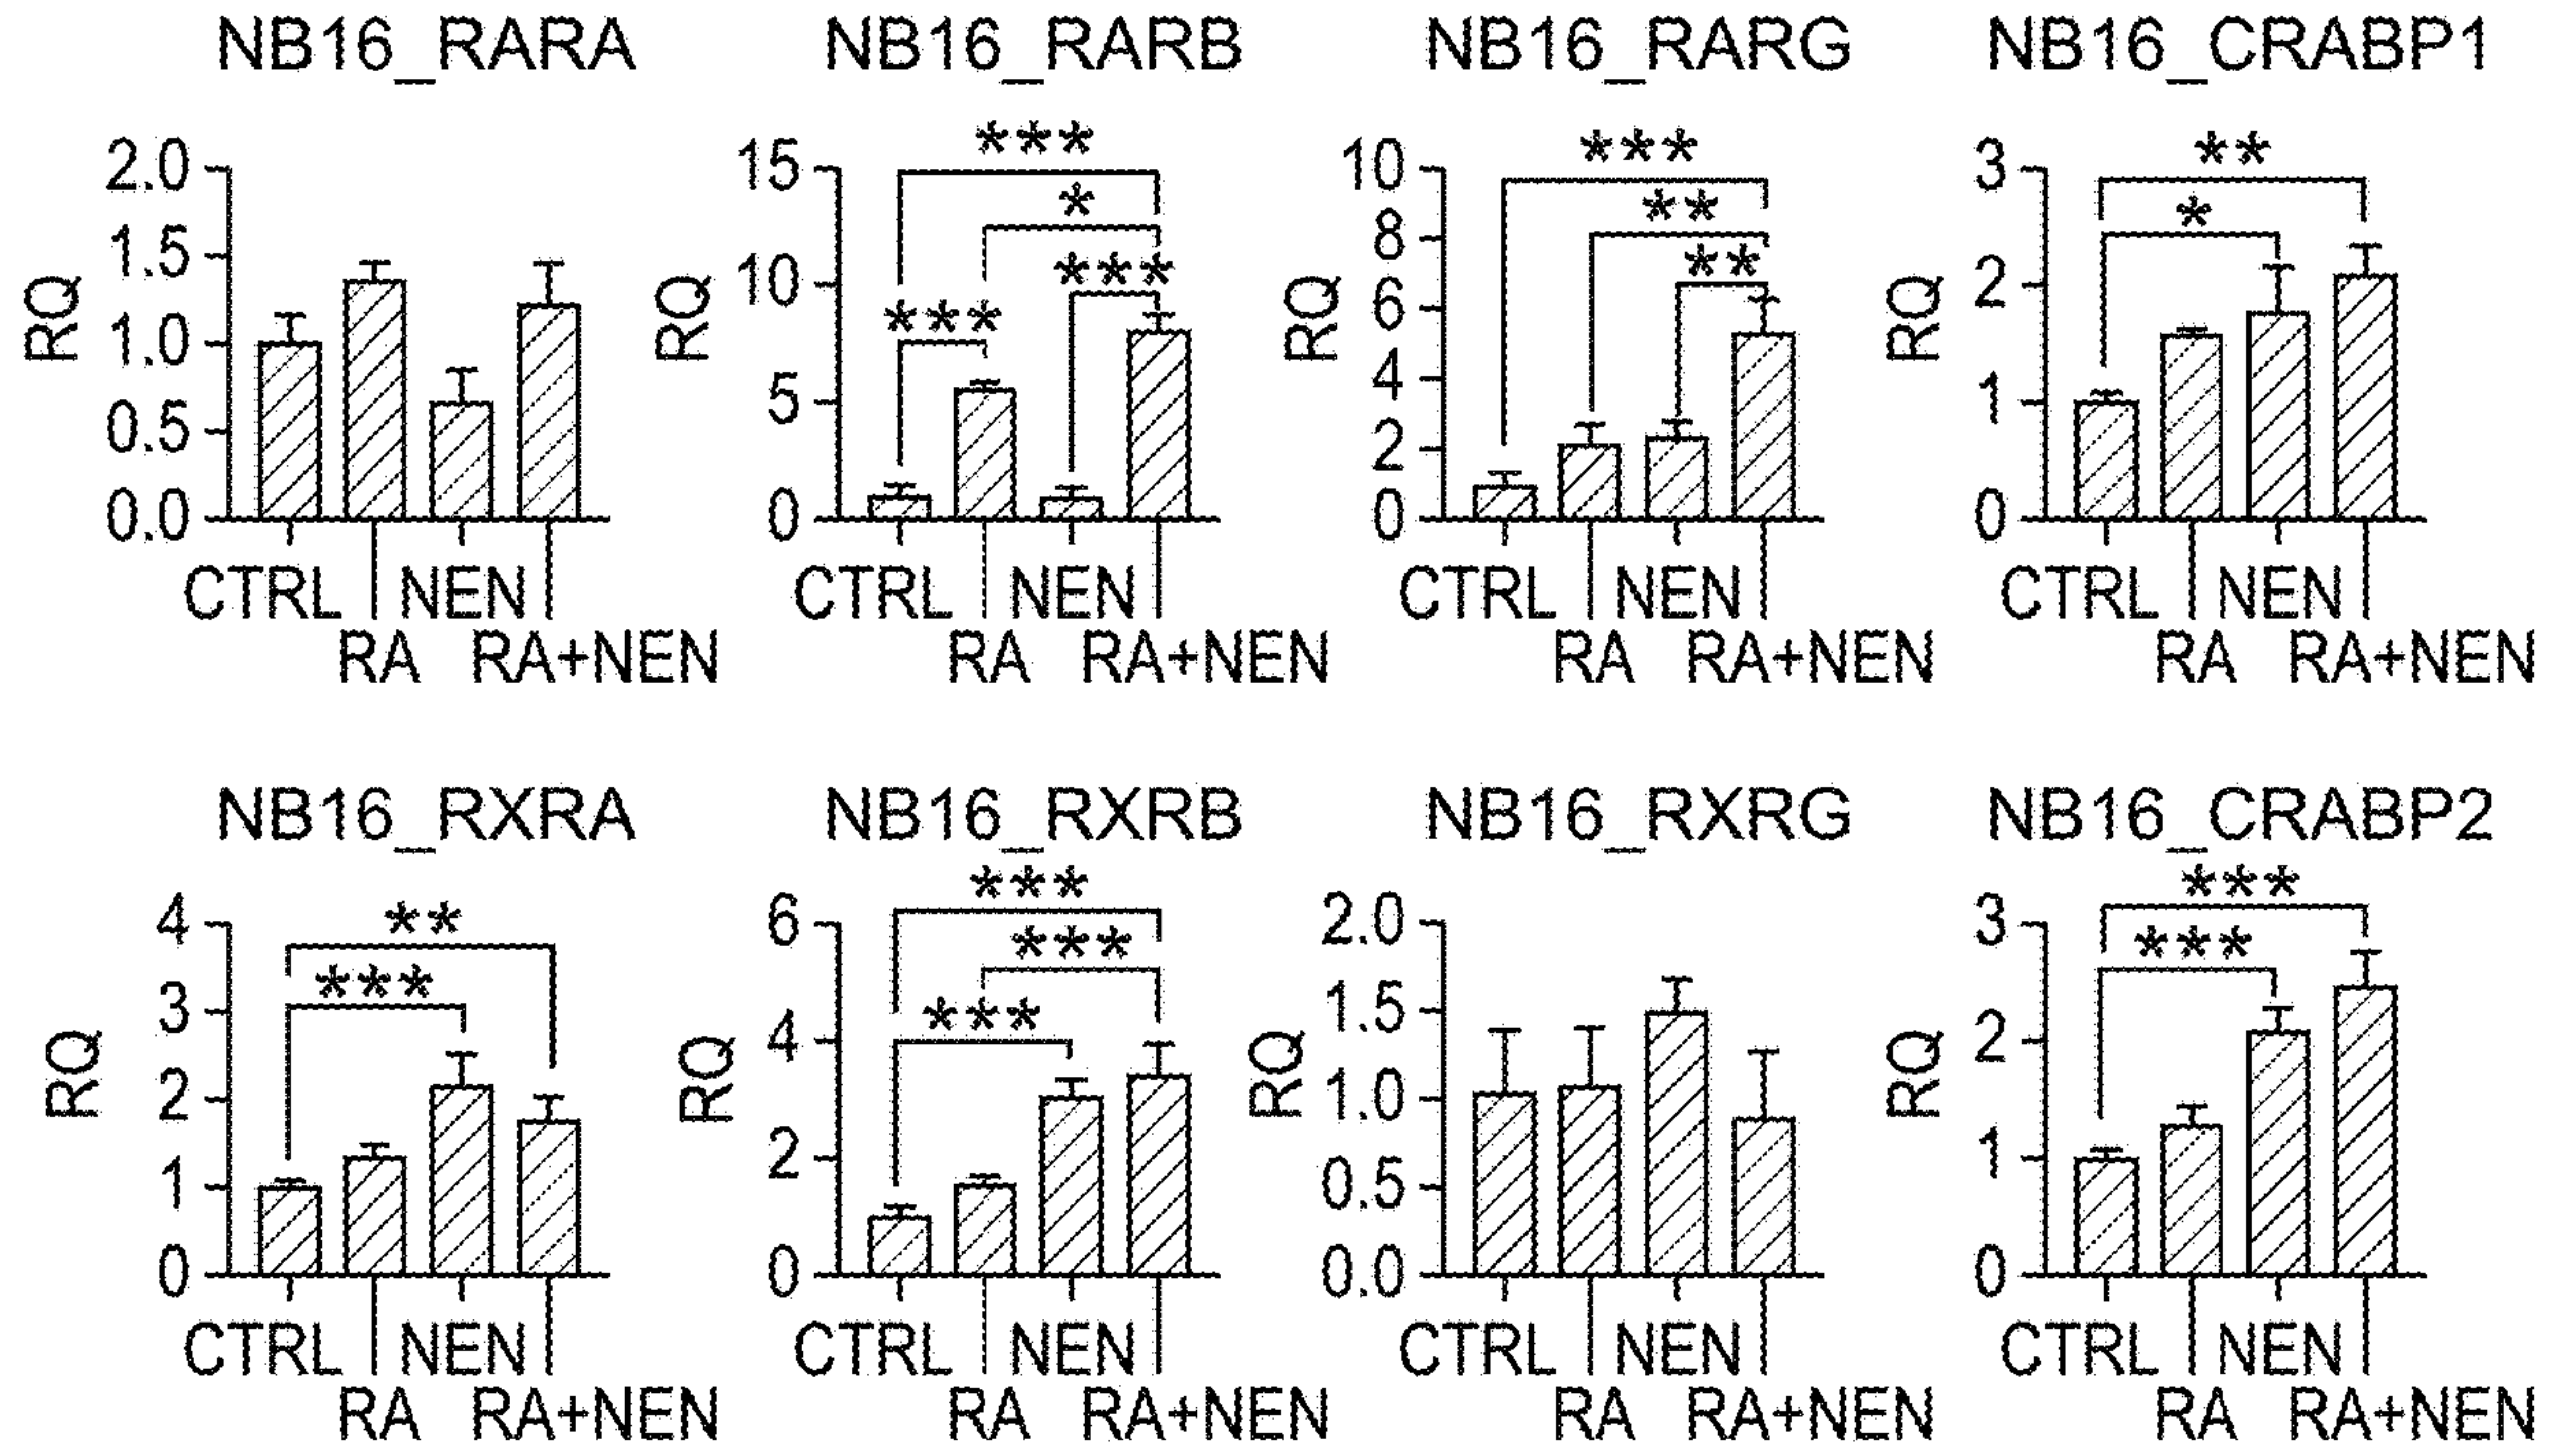 NB16_RARA NB16_RARB NB16_RARG NB16_CRABP1
RQ 2.0 1.5 1.0 0.5 0.0
CTRL RA NEN RA+NEN
RQ 15 10 5 0
*** * *** ***
CTRL RA NEN RA+NEN
RQ 10 8 6 4 2 0
*** ** **
CTRL RA NEN RA+NEN
RQ 3 2 1 0
** *
CTRL RA NEN RA+NEN
NB16_RXRA NB16_RXRB NB16_RXRG NB16_CRABP2
RQ 4 3 2 1 0
** ***
CTRL RA NEN RA+NEN
RQ 6 4 2 0
*** *** ***
CTRL RA NEN RA+NEN
RQ 2.0 1.5 1.0 0.5 0.0
CTRL RA NEN RA+NEN
RQ 3 2 1 0
*** ***
CTRL RA NEN RA+NEN